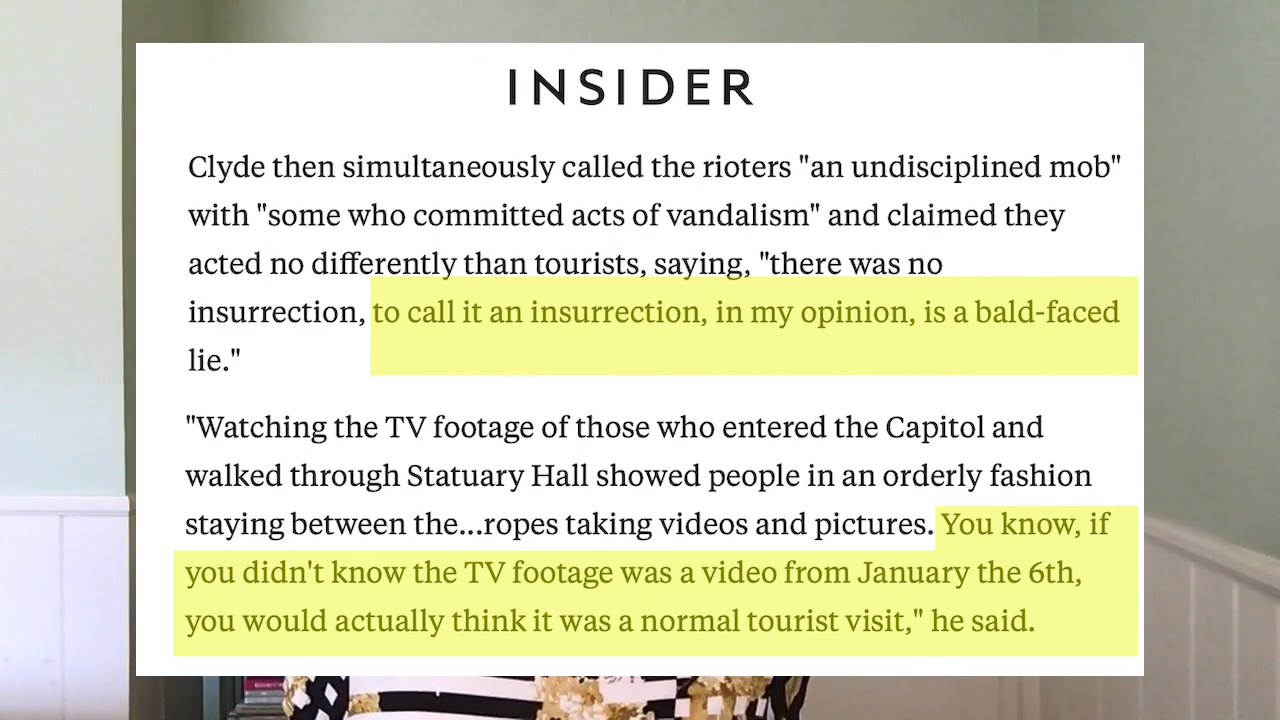 INSIDER
Clyde then simultaneously called the rioters "an undisciplined mob"
with "some who committed acts of vandalism" and claimed they
acted no differently than tourists, saying, "there was no
insurrection, to call it an insurrection, in my opinion, is a bald-faced
lie."
"Watching the TV footage of those who entered the Capitol and
walked through Statuary Hall showed people in an orderly fashion
staying between the...ropes taking videos and pictures. You know, if
you didn't know the TV footage was a video from January the 6th,
you would actually think it was a normal tourist visit," he said.